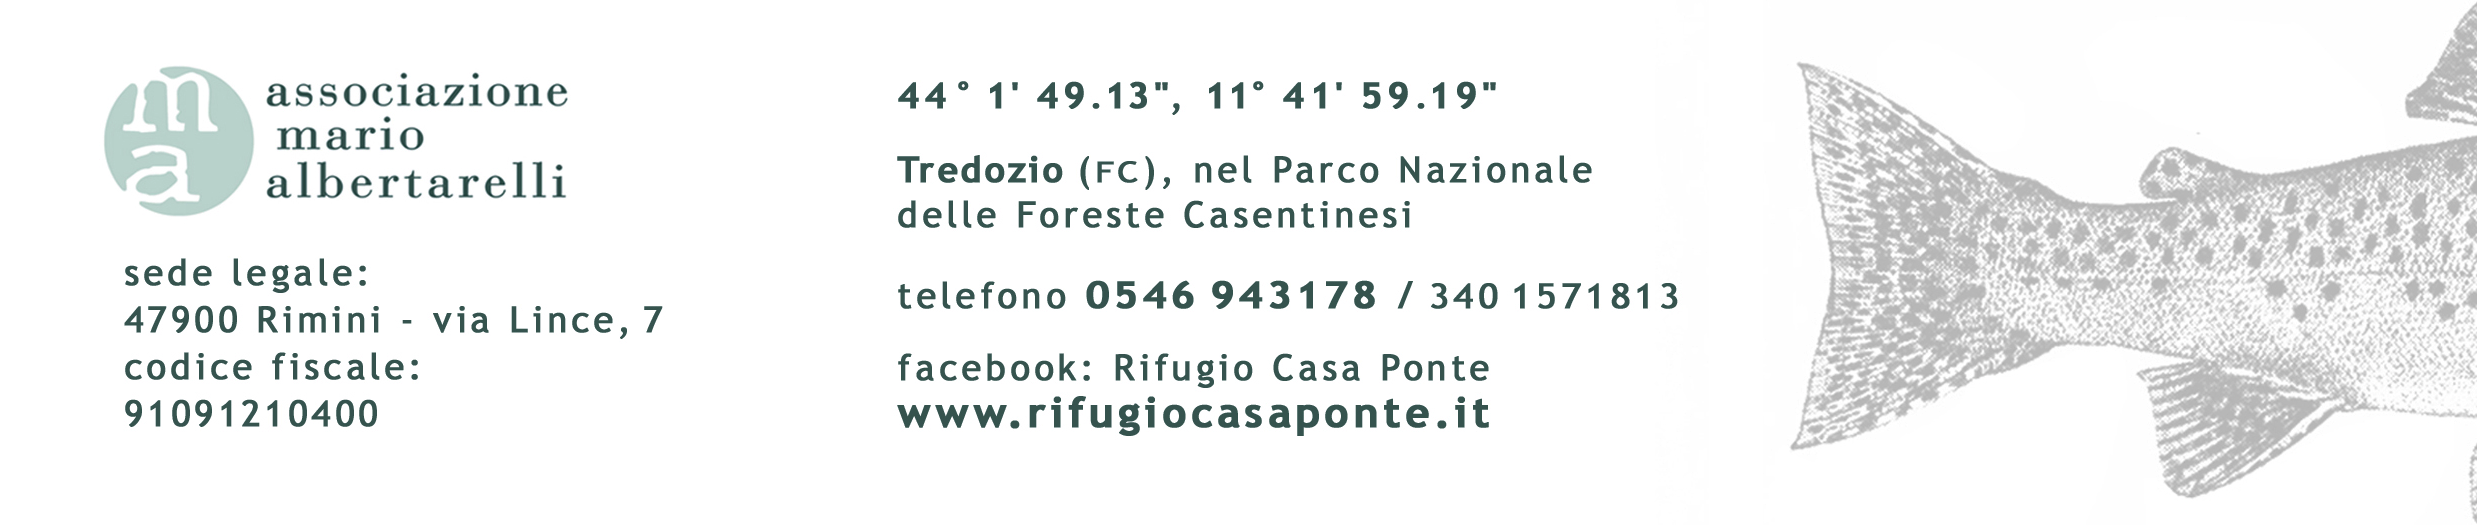 ma
associazione
mario
albertarelli
sede legale:
47900 Rimini - via Lince, 7
codice fiscale:
91091210400
44° 1' 49.13", 11° 41' 59.19"
Tredozio (FC), nel Parco Nazionale
delle Foreste Casentinesi
telefono 0546 943178 / 340 1571813
facebook: Rifugio Casa Ponte
www.rifugiocasaponte.it